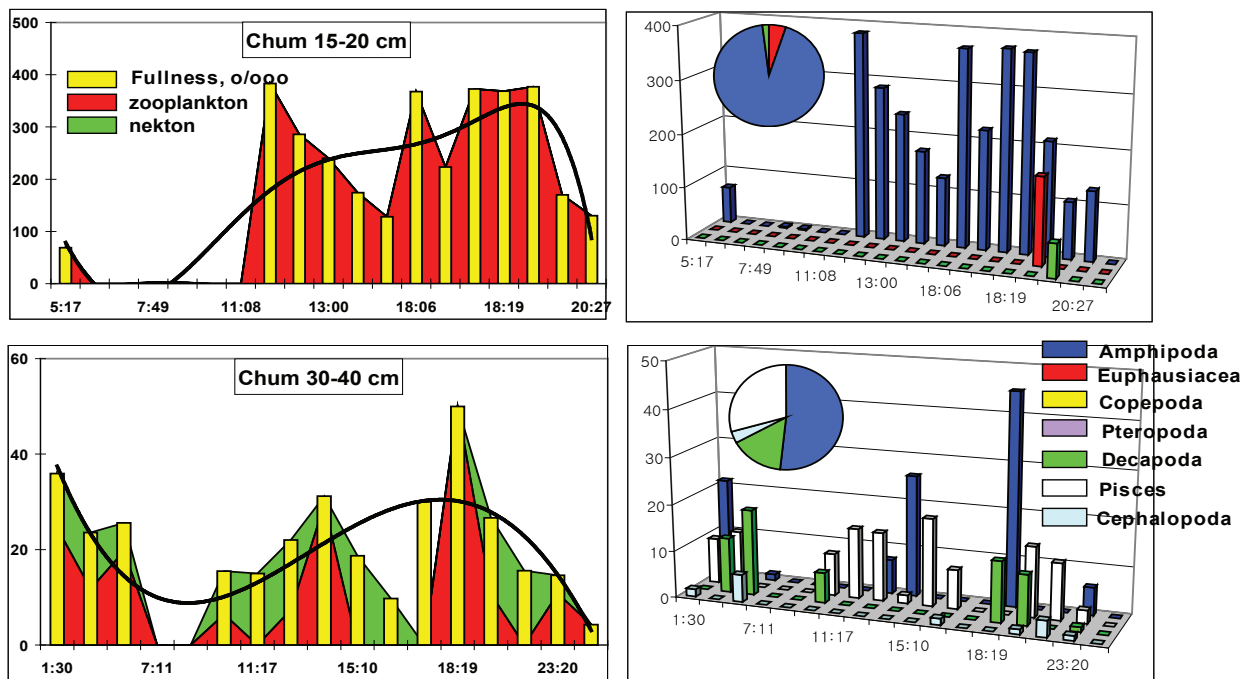 500
400
300
200
100
0
Chum 15-20 cm
Fullness, o/ooo
zooplankton
nekton
5:17 7:49 11:08 13:00 18:06 18:19 20:27
400
300
200
100
0
5:17 7:49 11:08 13:00 18:06 18:19 20:27
60
40
20
0
Chum 30-40 cm
1:30 7:11 11:17 15:10 18:19 23:20
50
40
30
20
10
0
1:30 7:11 11:17 15:10 18:19 23:20
Amphipoda
Euphausiacea
Copepoda
Pteropoda
Decapoda
Pisces
Cephalopoda